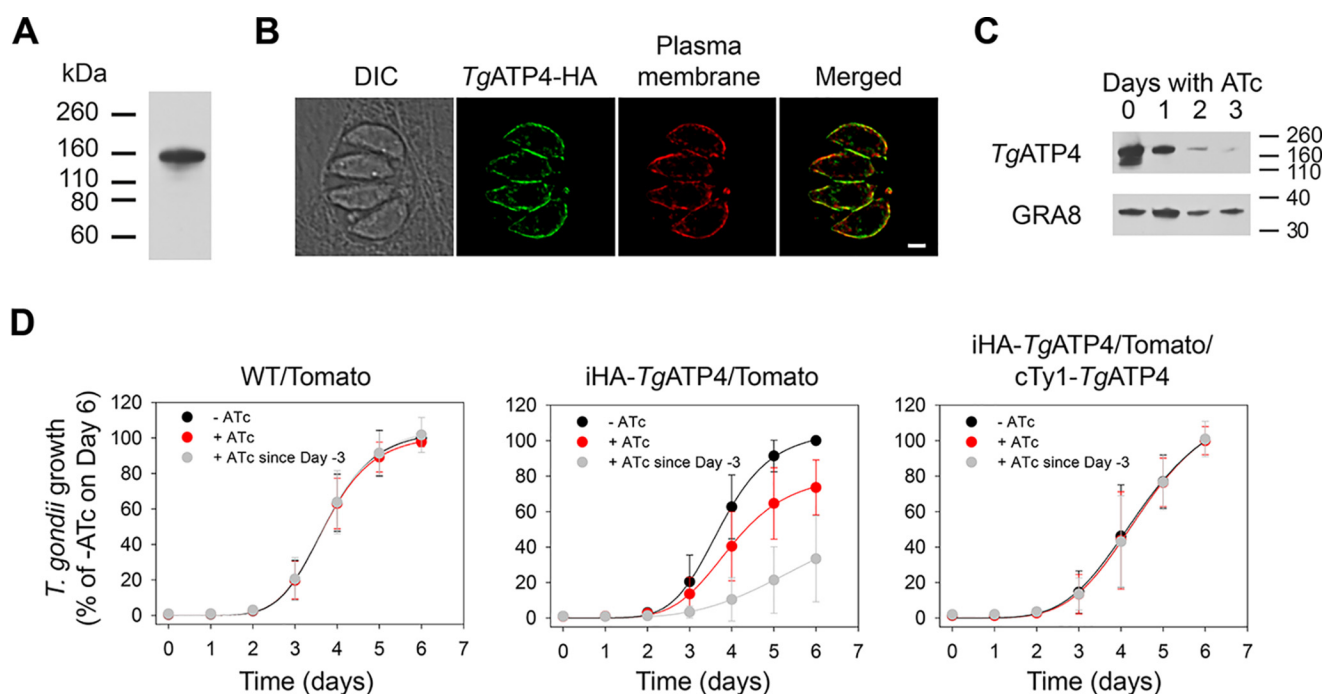 A
kDa
260
160
110
80
60
B
DIC
TgATP4-HA
Plasma
membrane
Merged
C
Days with ATc
0 1 2 3
TgATP4
260
160
110
GRA8
40
30
D
T. gondii growth
(% of -ATc on Day 6)
WT/Tomato
- ATc
+ ATc
+ ATc since Day -3
120
100
80
60
40
20
0
0 1 2 3 4 5 6 7
Time (days)
iHA-TgATP4/Tomato
- ATc
+ ATc
+ ATc since Day -3
120
100
80
60
40
20
0
0 1 2 3 4 5 6 7
Time (days)
iHA-TgATP4/Tomato/
cTy1-TgATP4
- ATc
+ ATc
+ ATc since Day -3
120
100
80
60
40
20
0
0 1 2 3 4 5 6 7
Time (days)